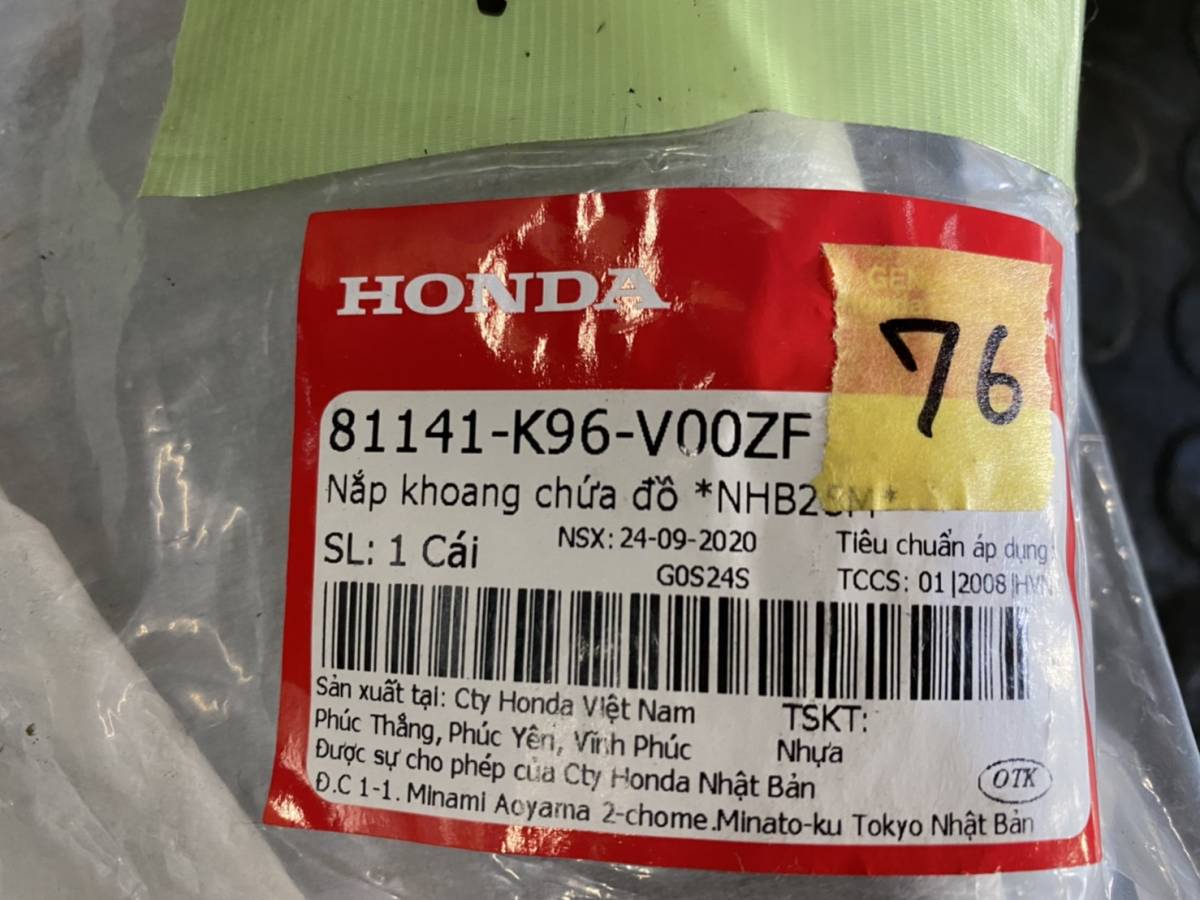 HONDA
GEN
76
81141-K96-V00ZF
Nắp khoang chứa đồ *NHB25M*
SL: 1 Cái
NSX: 24-09-2020
G0S24S
Tiêu chuẩn áp dụng:
TCCS: 01|2008|HVN
Sản xuất tại: Cty Honda Việt Nam
Phúc Thắng, Phúc Yên, Vĩnh Phúc
Được sự cho phép của Cty Honda Nhật Bản
Đ.C 1-1. Minami Aoyama 2-chome.Minato-ku Tokyo Nhật Bản
TSKT:
Nhựa
OTK